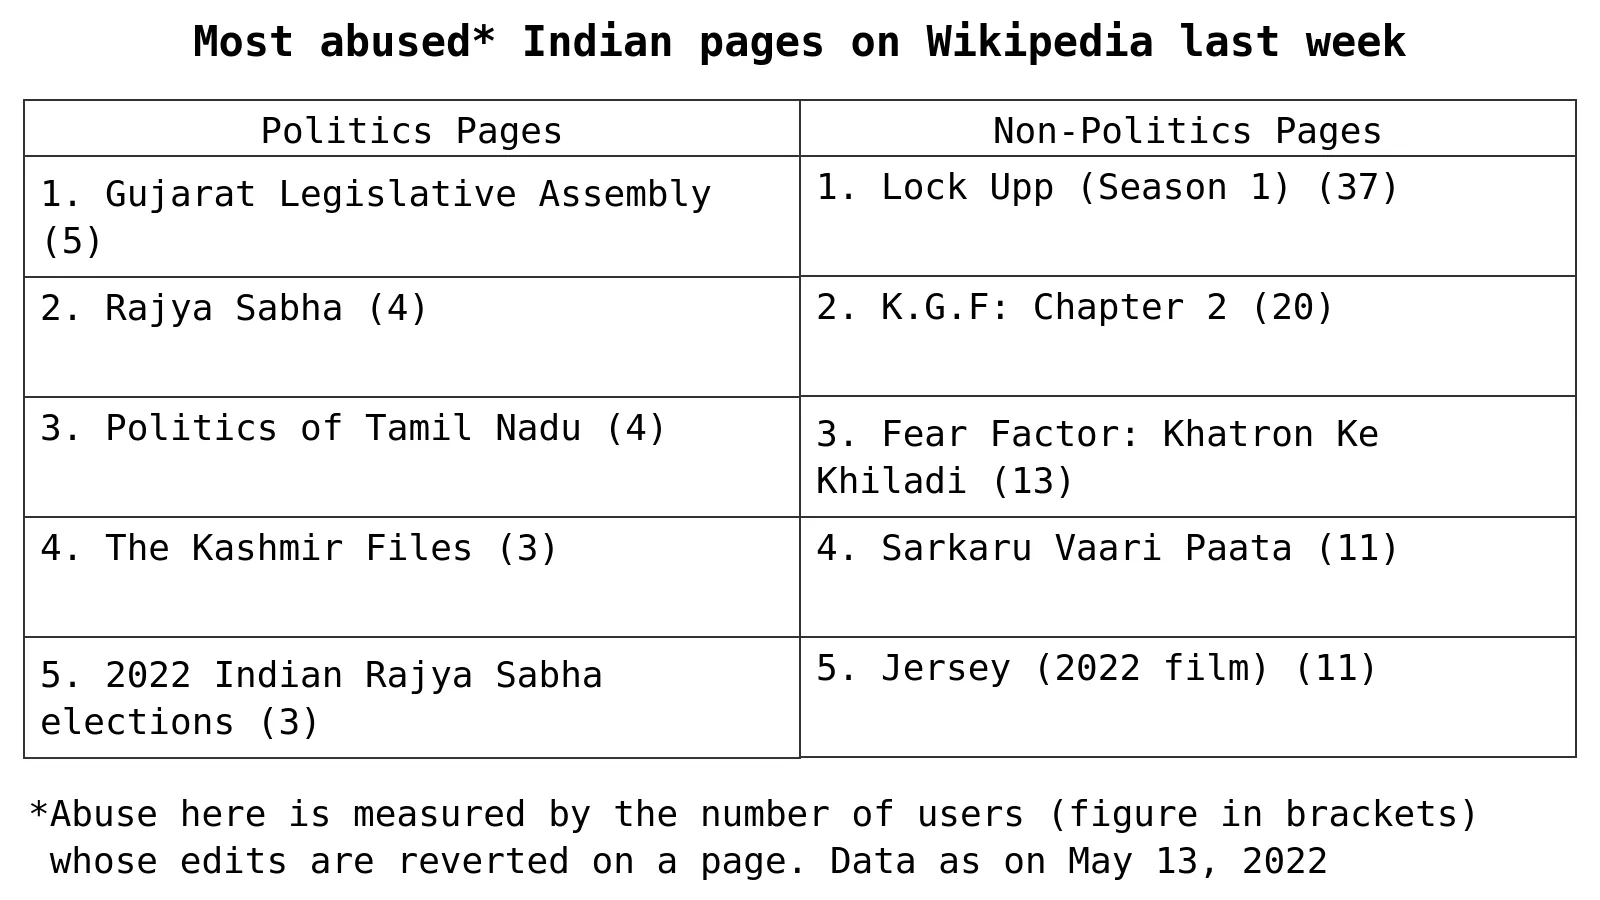 Most abused* Indian pages on Wikipedia last week
Politics Pages
Non-Politics Pages
1. Gujarat Legislative Assembly
(5)
1. Lock Upp (Season 1) (37)
2. Rajya Sabha (4)
2. K.G.F: Chapter 2 (20)
3. Politics of Tamil Nadu (4)
3. Fear Factor: Khatron Ke
Khiladi (13)
4. The Kashmir Files (3)
4. Sarkaru Vaari Paata (11)
5. 2022 Indian Rajya Sabha
elections (3)
5. Jersey (2022 film) (11)
*Abuse here is measured by the number of users (figure in brackets)
whose edits are reverted on a page. Data as on May 13, 2022